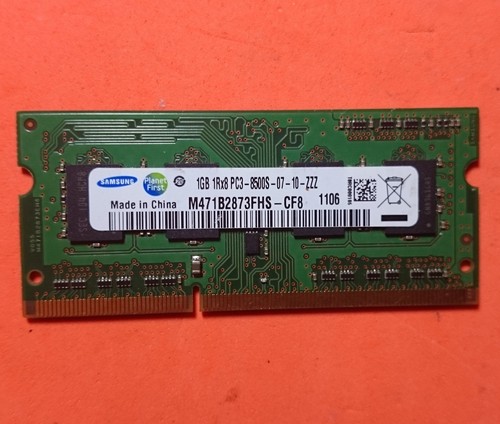 SAMSUNG
Planet
First
1GB 1Rx8 PC3-8500S-07-10-ZZZ
Made in China
M471B2873FHS-CF8 1106